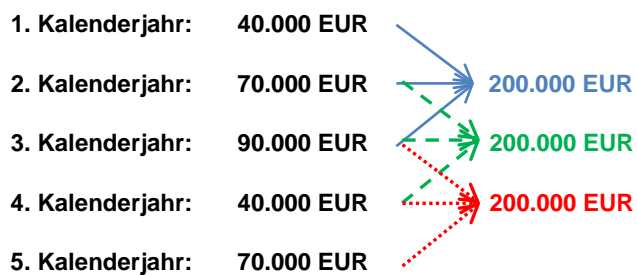 1. Kalenderjahr: 40.000 EUR
2. Kalenderjahr: 70.000 EUR 200.000 EUR
3. Kalenderjahr: 90.000 EUR 200.000 EUR
4. Kalenderjahr: 40.000 EUR 200.000 EUR
5. Kalenderjahr: 70.000 EUR